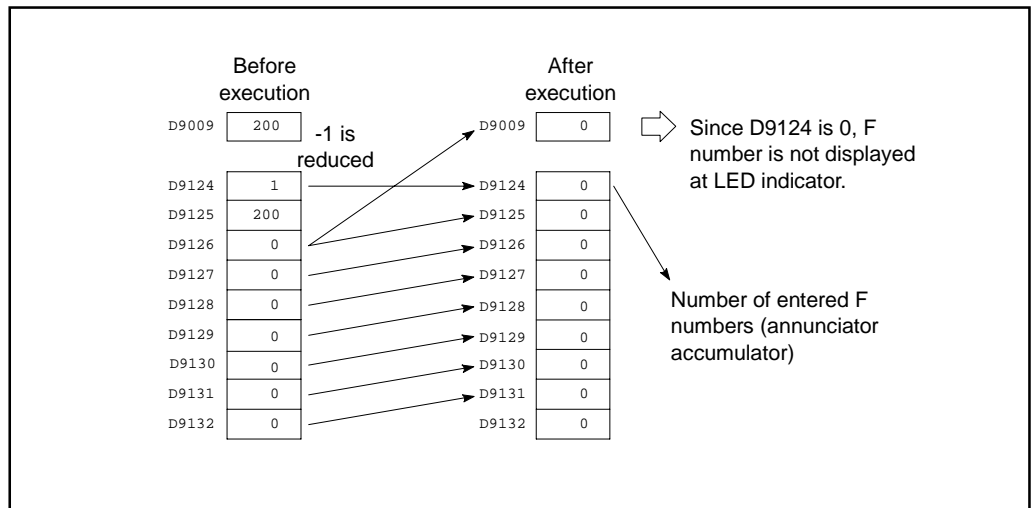 Before
execution
After
execution
D9009 200 -1 is
reduced
D9009 0
Since D9124 is 0, F
number is not displayed
at LED indicator.
D9124 1 D9124 0
D9125 200 D9125 0
D9126 0 D9126 0
D9127 0 D9127 0
D9128 0 D9128 0
D9129 0 D9129 0
D9130 0 D9130 0
D9131 0 D9131 0
D9132 0 D9132 0
Number of entered F
numbers (annunciator
accumulator)